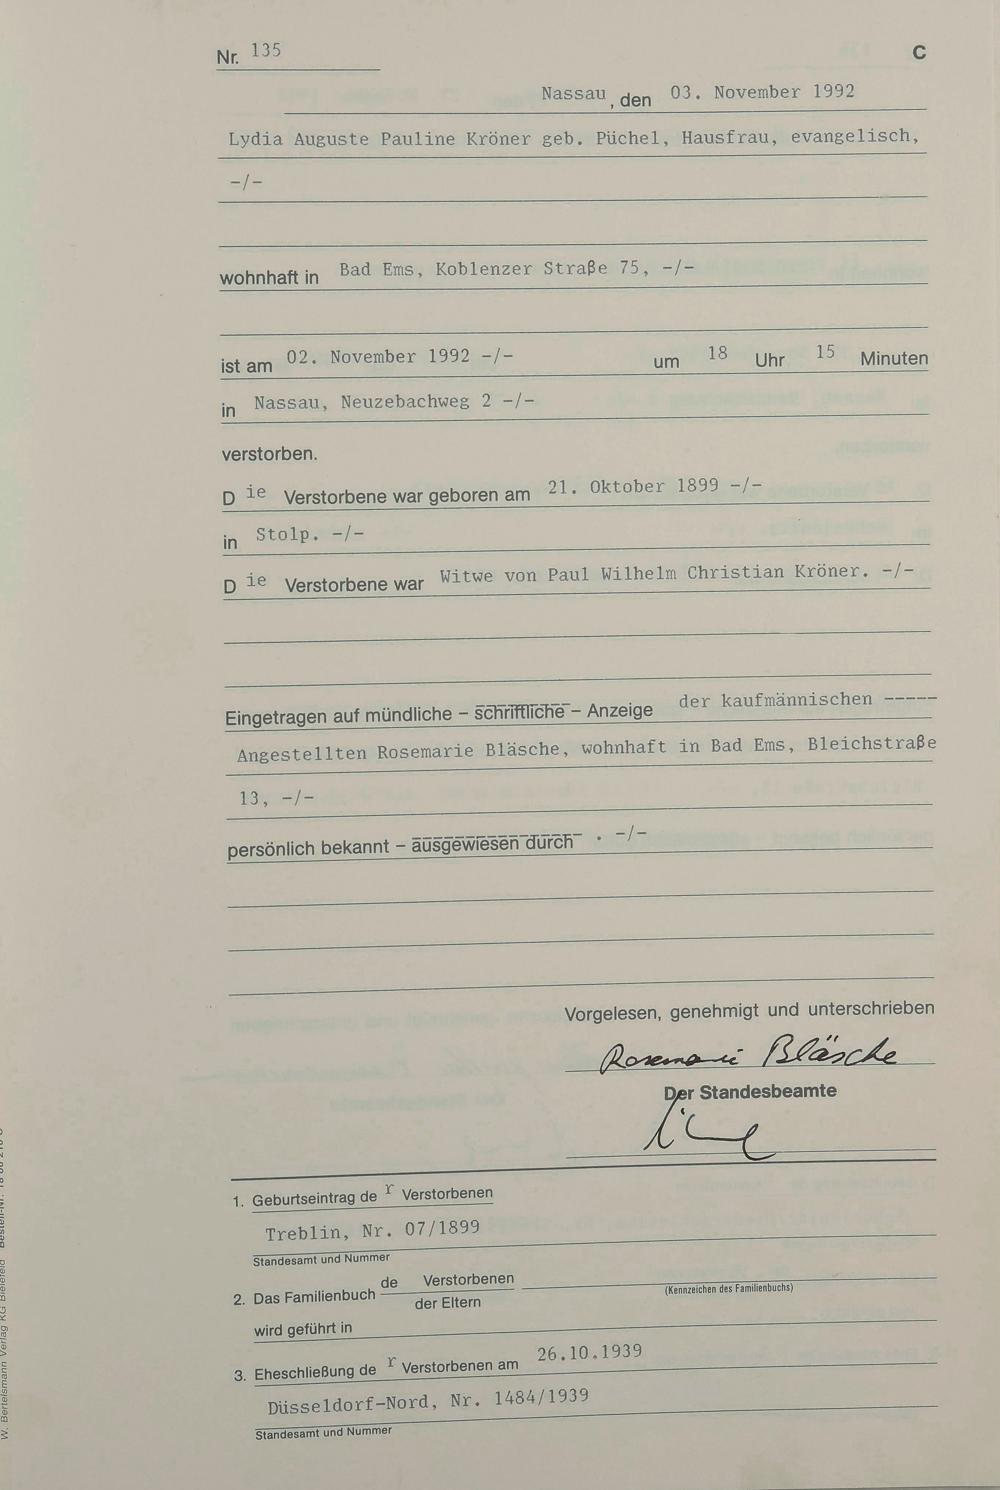 Nr. 135 C
Nassau, den 03. November 1992
Lydia Auguste Pauline Kröner geb. Püchel, Hausfrau, evangelisch,
-/-
wohnhaft in Bad Ems, Koblenzer Straße 75, -/-
ist am 02. November 1992 -/- um 18 Uhr 15 Minuten
in Nassau, Neuzebachweg 2 -/-
verstorben.
D ie Verstorbene war geboren am 21. Oktober 1899 -/-
in Stolp. -/-
D ie Verstorbene war Witwe von Paul Wilhelm Christian Kröner. -/-
Eingetragen auf mündliche – schriftliche – Anzeige der kaufmännischen -----
Angestellten Rosemarie Bläsche, wohnhaft in Bad Ems, Bleichstraße
13, -/-
persönlich bekannt – ausgewiesen durch . -/-
Vorgelesen, genehmigt und unterschrieben
Rosemarie Bläsche
Der Standesbeamte
1. Geburtseintrag de r Verstorbenen
Treblin, Nr. 07/1899
Standesamt und Nummer
2. Das Familienbuch de Verstorbenen
der Eltern
(Kennzeichen des Familienbuchs)
wird geführt in
3. Eheschließung de r Verstorbenen am 26.10.1939
Düsseldorf-Nord, Nr. 1484/1939
Standesamt und Nummer
W. Bertelsmann Verlag KG Bielefeld